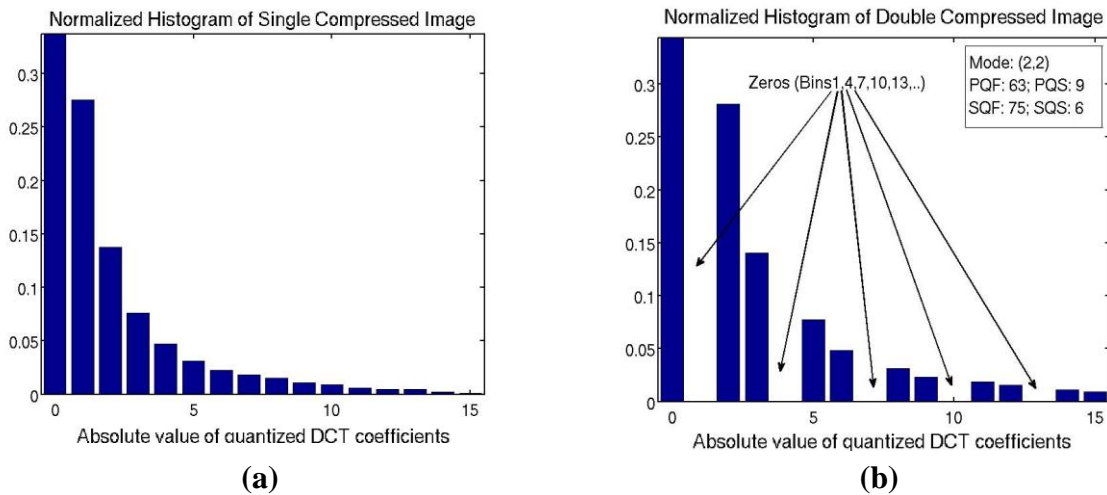 Normalized Histogram of Single Compressed Image
0.3
0.25
0.2
0.15
0.1
0.05
0
0 5 10 15
Absolute value of quantized DCT coefficients
(a)
Normalized Histogram of Double Compressed Image
Mode: (2,2)
PQF: 63; PQS: 9
SQF: 75; SQS: 6
Zeros (Bins1,4,7,10,13,..)
0.3
0.25
0.2
0.15
0.1
0.05
0
0 5 10 15
Absolute value of quantized DCT coefficients
(b)